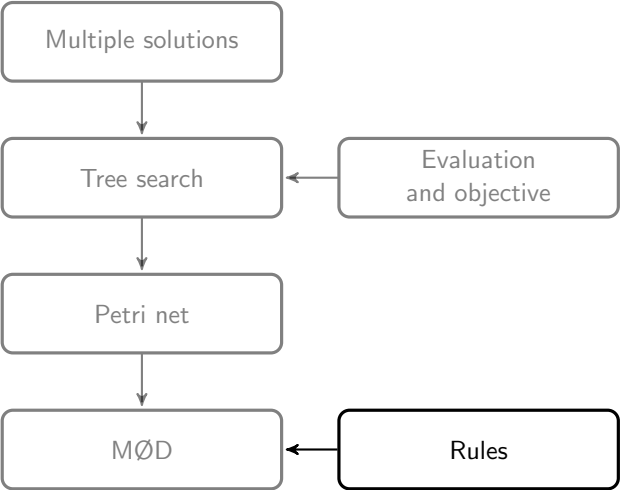 Multiple solutions
Tree search
Evaluation
and objective
Petri net
MØD
Rules